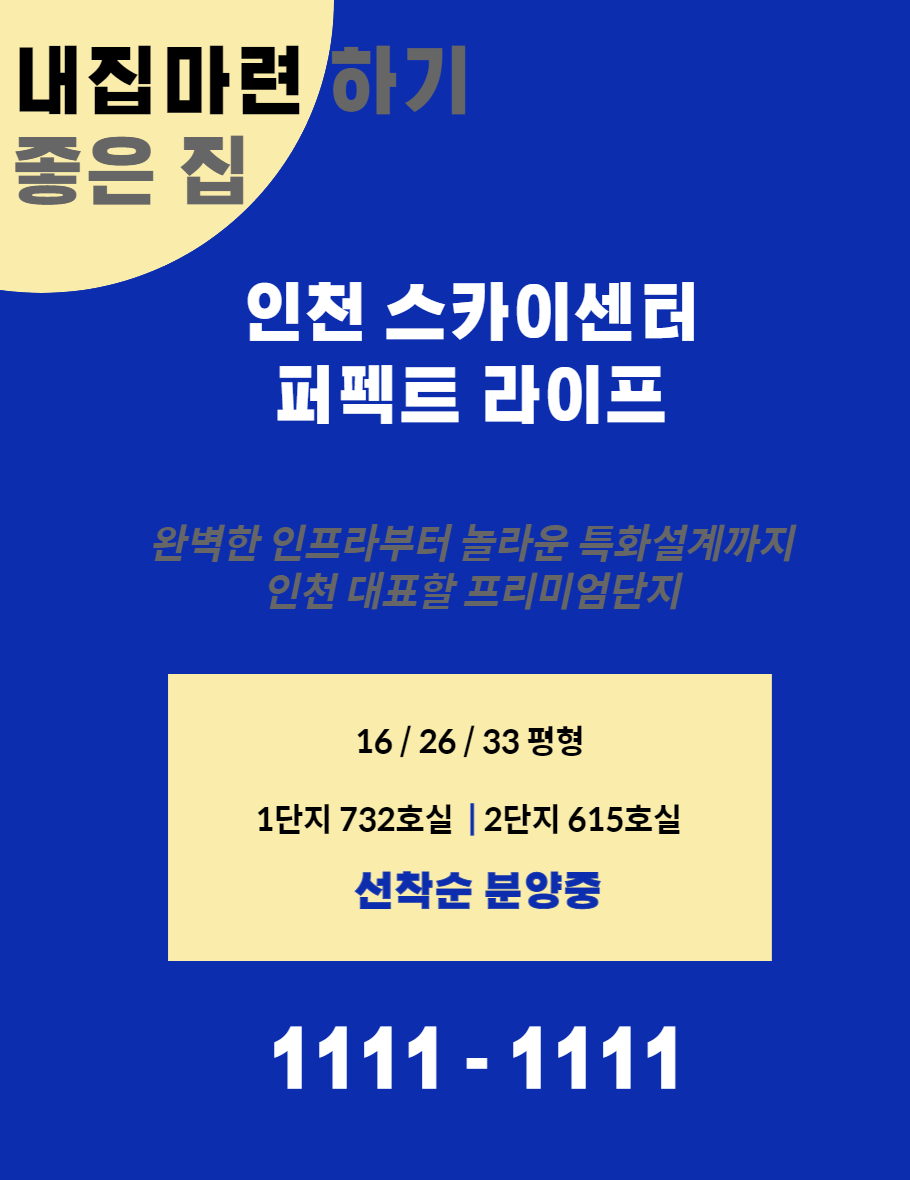 내집마련 하기
좋은 집
인천 스카이센터
퍼펙트 라이프
완벽한 인프라부터 놀라운 특화설계까지
인천 대표할 프리미엄단지
16 / 26 / 33 평형
1단지 732호실 | 2단지 615호실
선착순 분양중
1111 - 1111